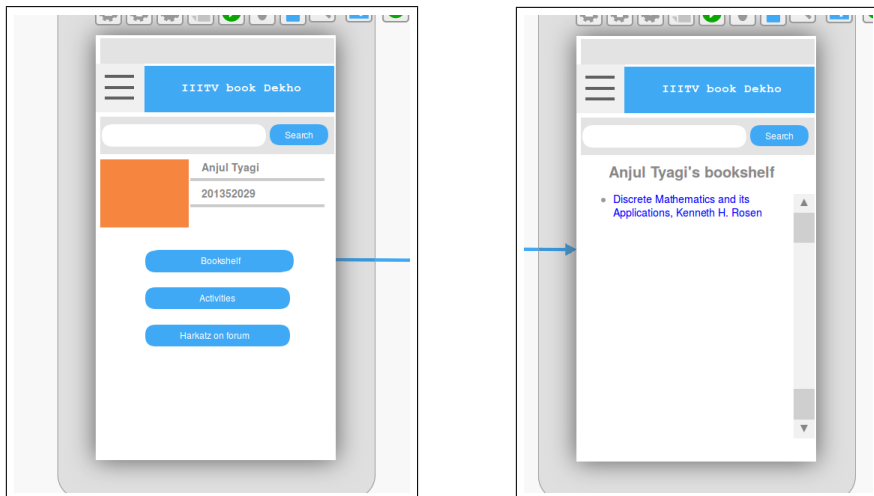 IIITV book Dekho
Search
Anjul Tyagi
201352029
Bookshelf
Activities
Harkatz on forum
IIITV book Dekho
Search
Anjul Tyagi's bookshelf
Discrete Mathematics and its
Applications, Kenneth H. Rosen